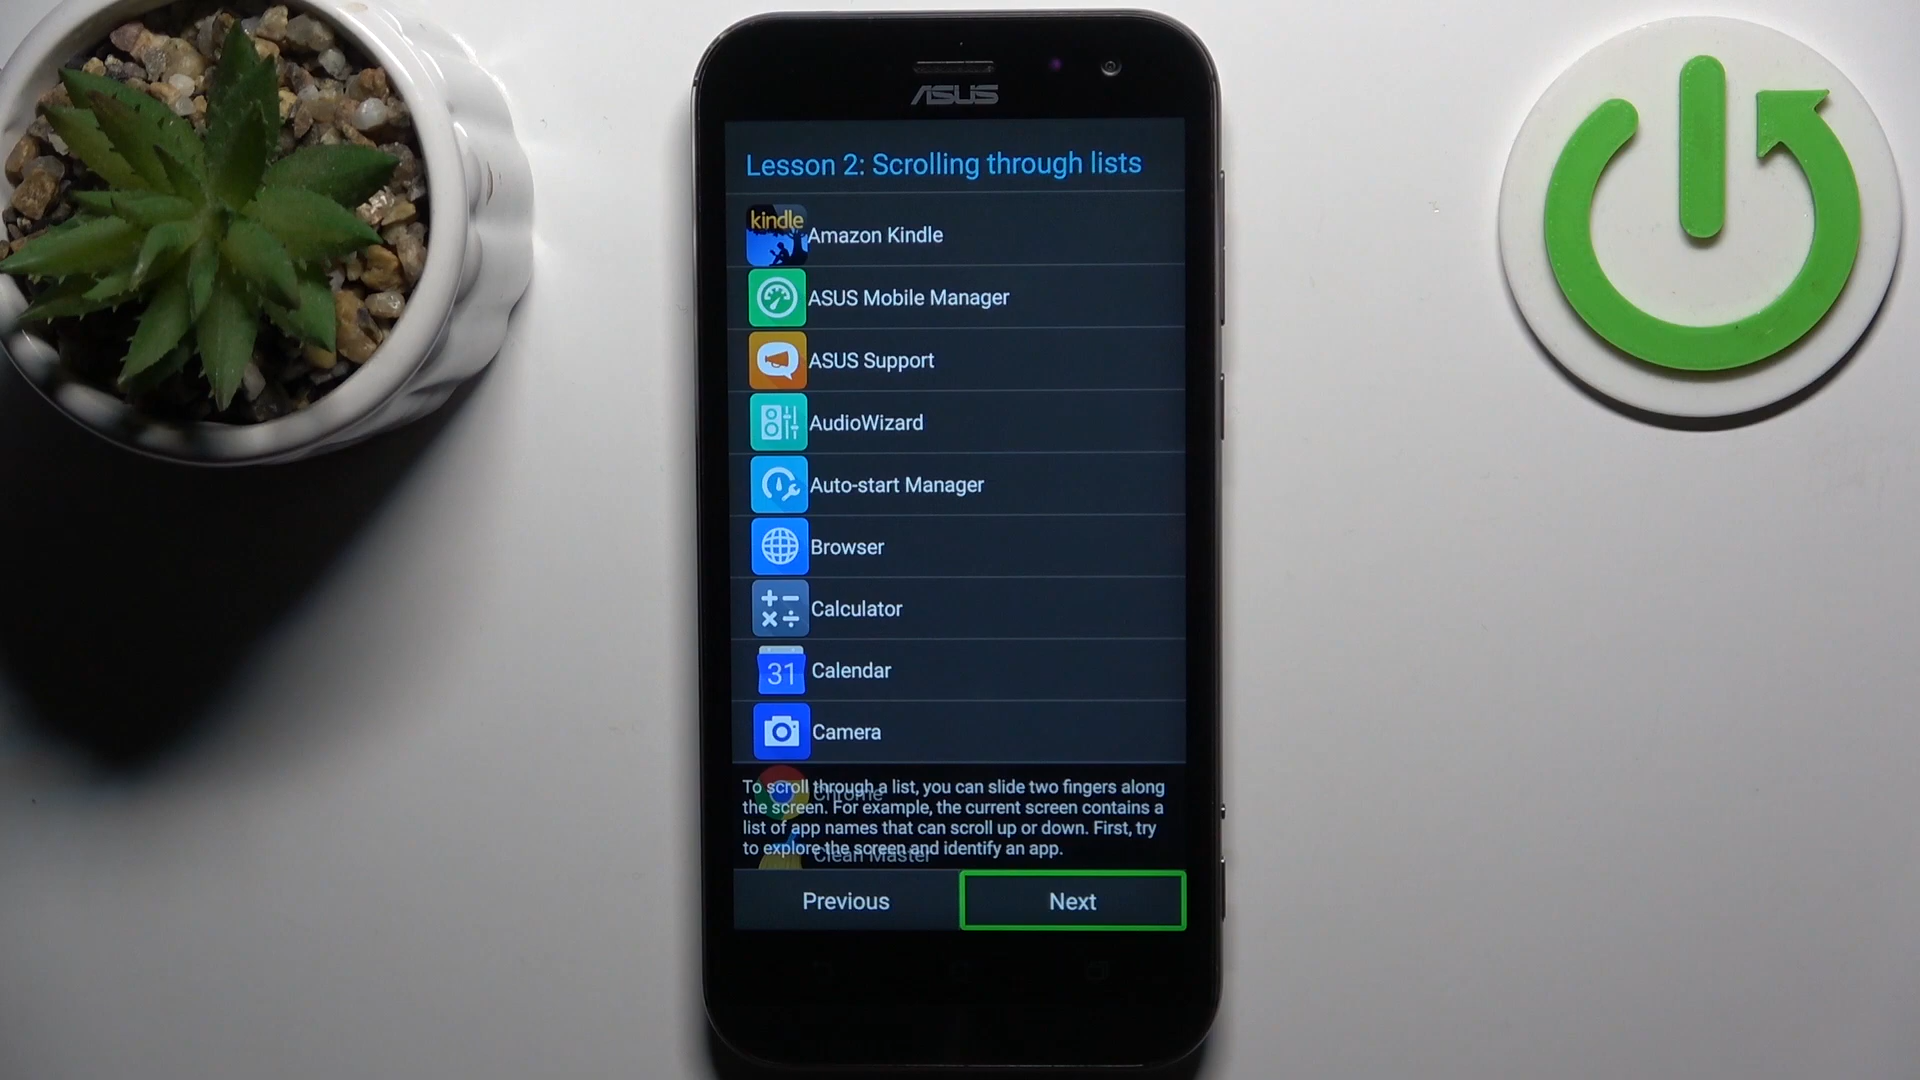 ASUS
Lesson 2: Scrolling through lists
kindle
Amazon Kindle
ASUS Mobile Manager
ASUS Support
AudioWizard
Auto-start Manager
Browser
Calculator
31
Calendar
Camera
Chrome
To scroll through a list, you can slide two fingers along
the screen. For example, the current screen contains a
list of app names that can scroll up or down. First, try
to explore the screen and identify an app.
Clean Master
Previous
Next